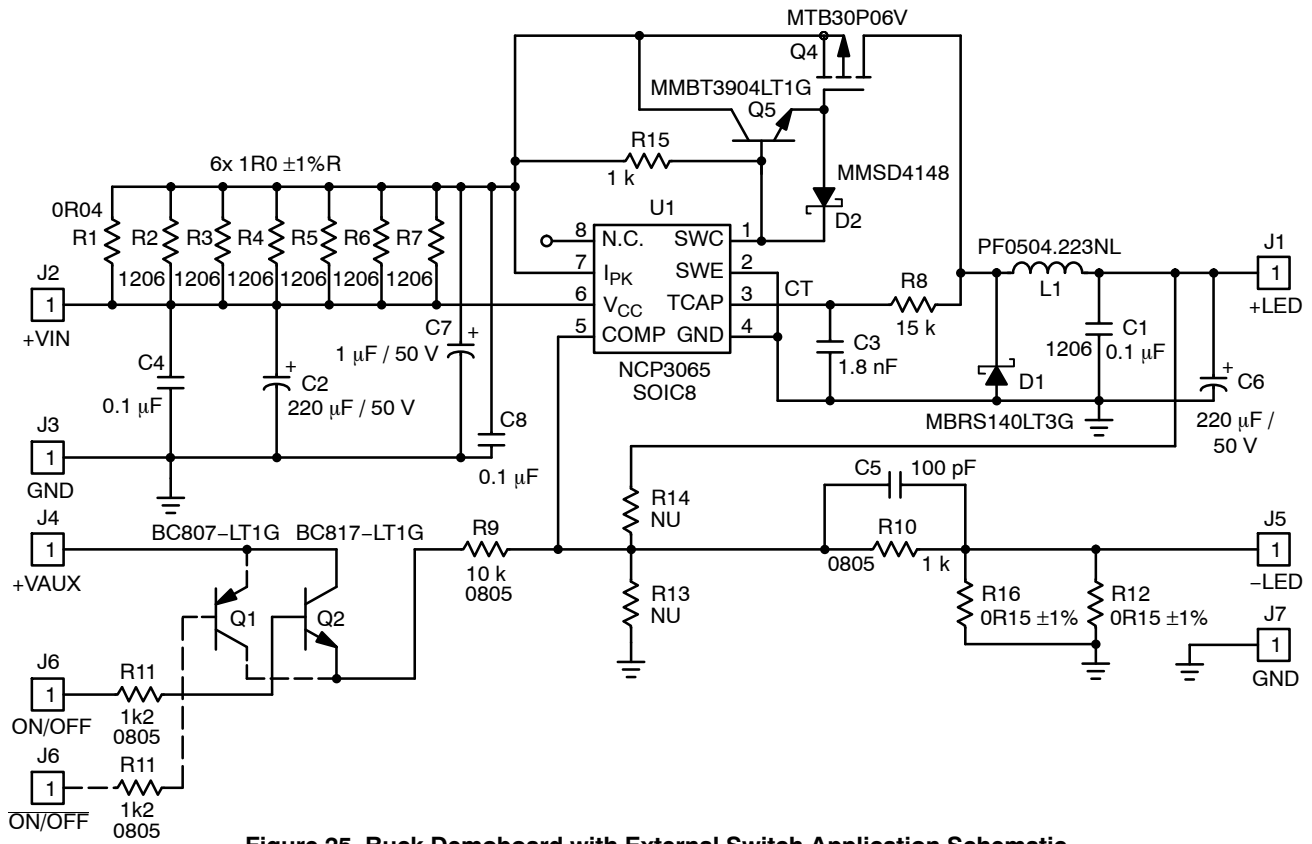 MTB30P06V
Q4
MMBT3904LT1G
Q5
R15
1 k
MMSD4148
D2
6x 1R0 ±1%R
0R04
R1 R2 R3 R4 R5 R6 R7
1206 1206 1206 1206 1206
U1
8 N.C. SWC 1
7 IPK SWE 2
6 VCC TCAP 3 CT
5 COMP GND 4
NCP3065
SOIC8
R8
15 k
C3
1.8 nF
PF0504.223NL
L1
J1
1
+LED
C1
1206 0.1 μF
D1
MBRS140LT3G
+
C6
220 μF /
50 V
J2
1
+VIN
C4
0.1 μF
+
C2
220 μF / 50 V
C7
+
1 μF / 50 V
C8
0.1 μF
J3
1
GND
J4
1
+VAUX
BC807−LT1G BC817−LT1G
Q1 Q2
R9
10 k
0805
R14
NU
R13
NU
C5 100 pF
R10
0805 1 k
R16
0R15 ±1%
R12
0R15 ±1%
J5
1
−LED
J7
1
GND
J6
1
ON/OFF
R11
1k2
0805
J6
1
ON/OFF
R11
1k2
0805
Figure 25. Buck Demoboard with External Switch Application Schematic